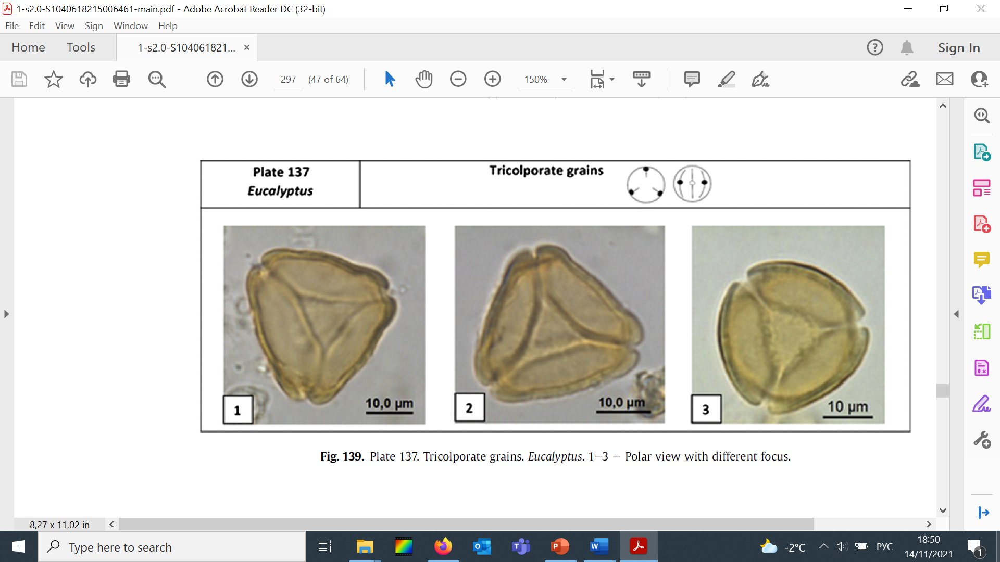 1-s2.0-S1040618215006461-main.pdf - Adobe Acrobat Reader DC (32-bit)
File Edit View Sign Window Help
Home Tools 1-s2.0-S104061821... × Sign In
297 (47 of 64) 150%
Plate 137
Eucalyptus
Tricolporate grains
1
10,0 µm
2
10,0 µm
3
10 µm
Fig. 139. Plate 137. Tricolporate grains. Eucalyptus. 1–3 – Polar view with different focus.
8,27 x 11,02 in
Type here to search
-2°C
РУС
18:50
14/11/2021
1